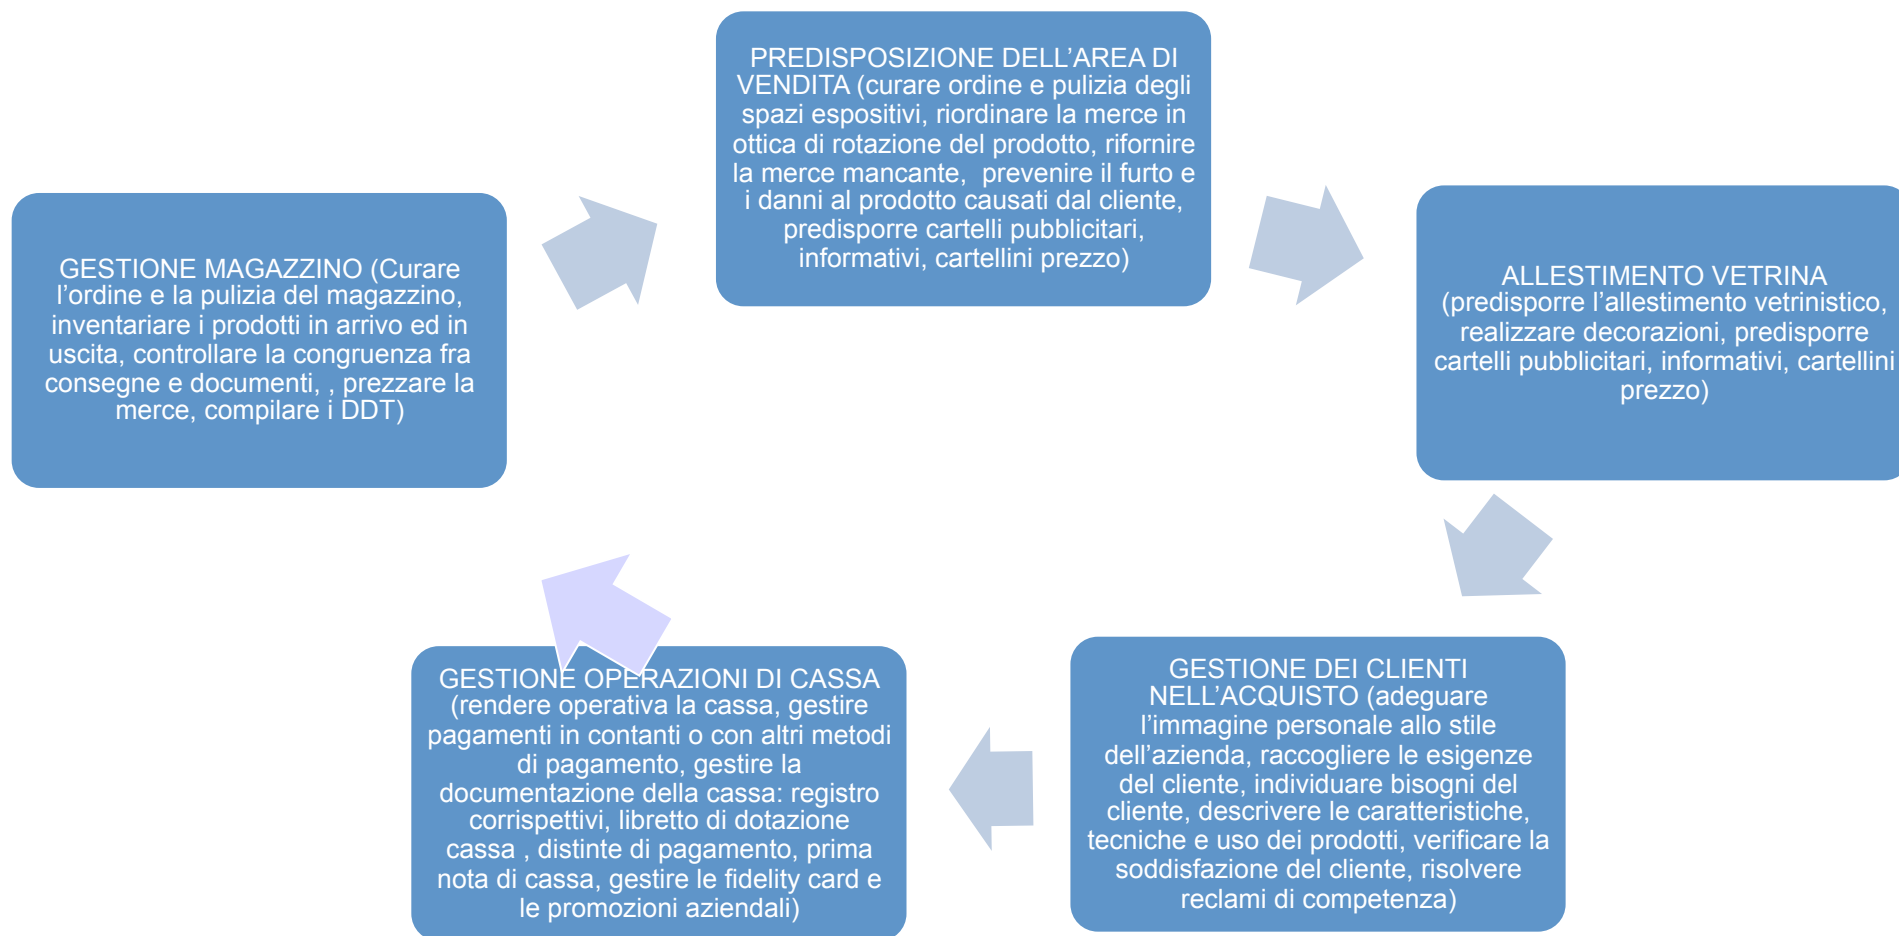 PREDISPOSIZIONE DELL’AREA DI
VENDITA (curare ordine e pulizia degli
spazi espositivi, riordinare la merce in
ottica di rotazione del prodotto, rifornire
la merce mancante,  prevenire il furto e
i danni al prodotto causati dal cliente,
predisporre cartelli pubblicitari,
informativi, cartellini prezzo)
GESTIONE MAGAZZINO (Curare
l’ordine e la pulizia del magazzino,
inventariare i prodotti in arrivo ed in
uscita, controllare la congruenza fra
consegne e documenti, , prezzare la
merce, compilare i DDT)
ALLESTIMENTO VETRINA
(predisporre l’allestimento vetrinistico,
realizzare decorazioni, predisporre
cartelli pubblicitari, informativi, cartellini
prezzo)
GESTIONE OPERAZIONI DI CASSA
(rendere operativa la cassa, gestire
pagamenti in contanti o con altri metodi
di pagamento, gestire la
documentazione della cassa: registro
corrispettivi, libretto di dotazione
cassa , distinte di pagamento, prima
nota di cassa, gestire le fidelity card e
le promozioni aziendali)
GESTIONE DEI CLIENTI
NELL’ACQUISTO (adeguare
l’immagine personale allo stile
dell’azienda, raccogliere le esigenze
del cliente, individuare bisogni del
cliente, descrivere le caratteristiche,
tecniche e uso dei prodotti, verificare la
soddisfazione del cliente, risolvere
reclami di competenza)